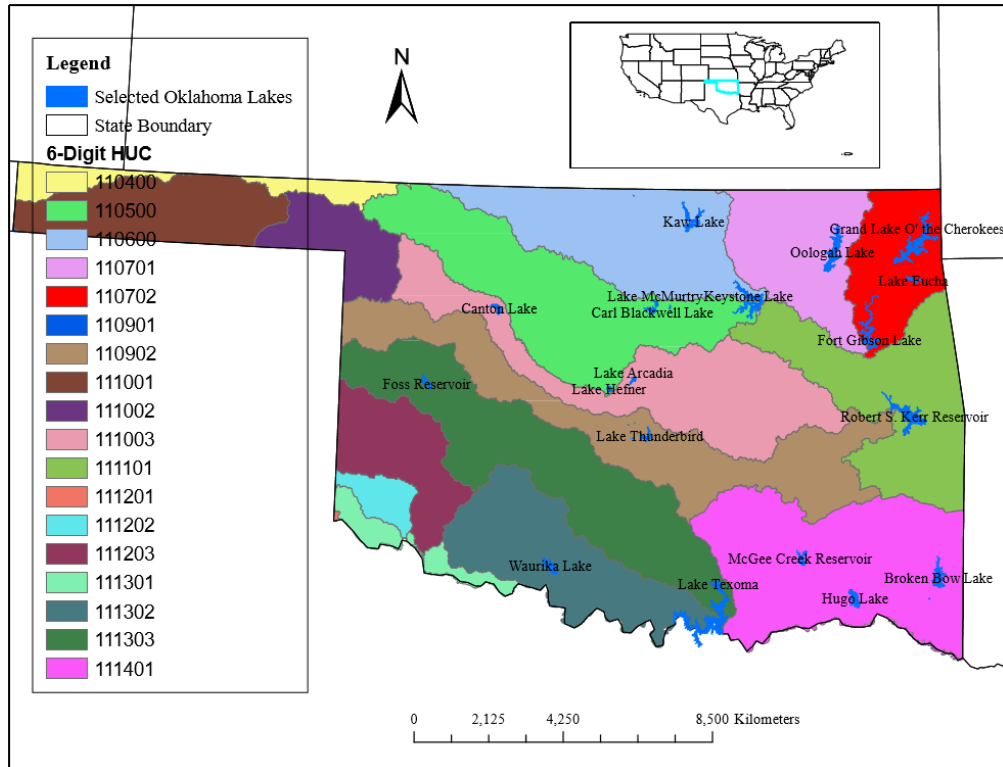 Legend
Selected Oklahoma Lakes
State Boundary
6-Digit HUC
110400
110500
110600
110701
110702
110901
110902
111001
111002
111003
111101
111201
111202
111203
111301
111302
111303
111401
N
Kaw Lake
Grand Lake O' the Cherokees
Oologah Lake
Lake Eucha
Lake McMurtry
Keystone Lake
Canton Lake
Carl Blackwell Lake
Fort Gibson Lake
Lake Arcadia
Foss Reservoir
Lake Hefner
Robert S. Kerr Reservoir
Lake Thunderbird
McGee Creek Reservoir
Waurika Lake
Broken Bow Lake
Lake Texoma
Hugo Lake
0 2,125 4,250 8,500 Kilometers